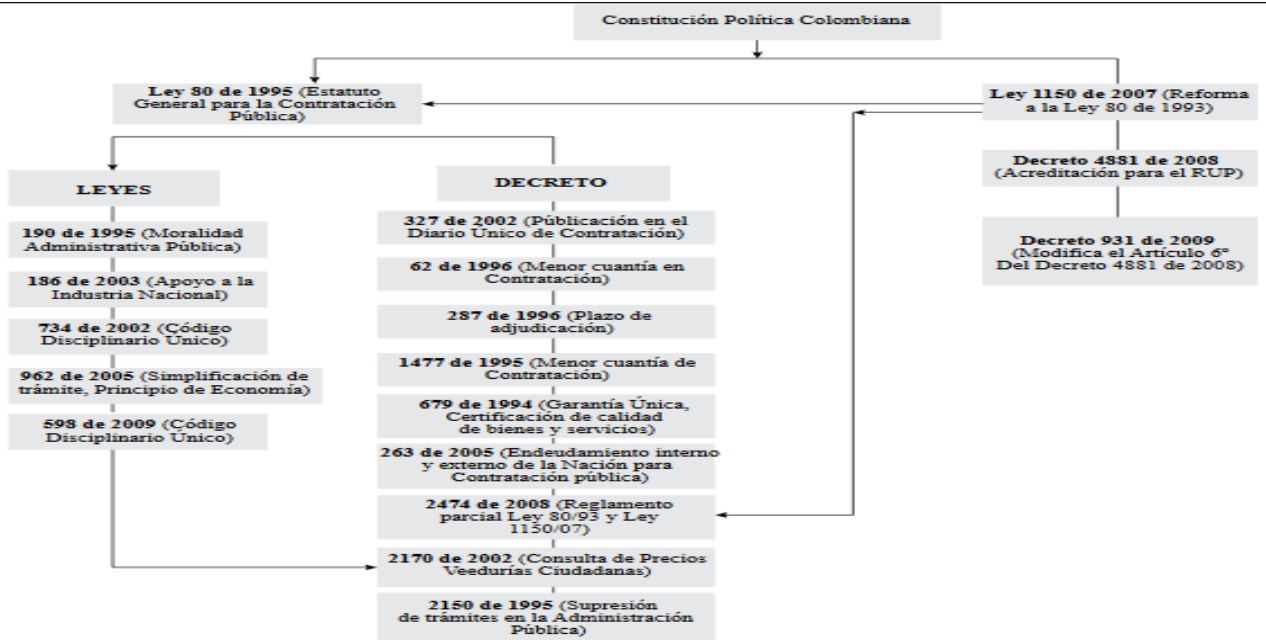 Constitución Política Colombiana
Ley 80 de 1995 (Estatuto
General para la Contratación
Pública)
Ley 1150 de 2007 (Reforma
a la Ley 80 de 1993)
Decreto 4881 de 2008
(Acreditación para el RUP)
Decreto 931 de 2009
(Modifica el Artículo 6°
Del Decreto 4881 de 2008)
LEYES
190 de 1995 (Moralidad
Administrativa Pública)
186 de 2003 (Apoyo a la
Industria Nacional)
734 de 2002 (Código
Disciplinario Único)
962 de 2005 (Simplificación de
trámite, Principio de Economía)
598 de 2009 (Código
Disciplinario Único)
DECRETO
327 de 2002 (Públicación en el
Diario Único de Contratación)
62 de 1996 (Menor cuantía en
Contratación)
287 de 1996 (Plazo de
adjudicación)
1477 de 1995 (Menor cuantía de
Contratación)
679 de 1994 (Garantía Única,
Certificación de calidad
de bienes y servicios)
263 de 2005 (Endeudamiento interno
y externo de la Nación para
Contratación pública)
2474 de 2008 (Reglamento
parcial Ley 80/93 y Ley
1150/07)
2170 de 2002 (Consulta de Precios
Veedurías Ciudadanas)
2150 de 1995 (Supresión
de trámites en la Administración
Pública)